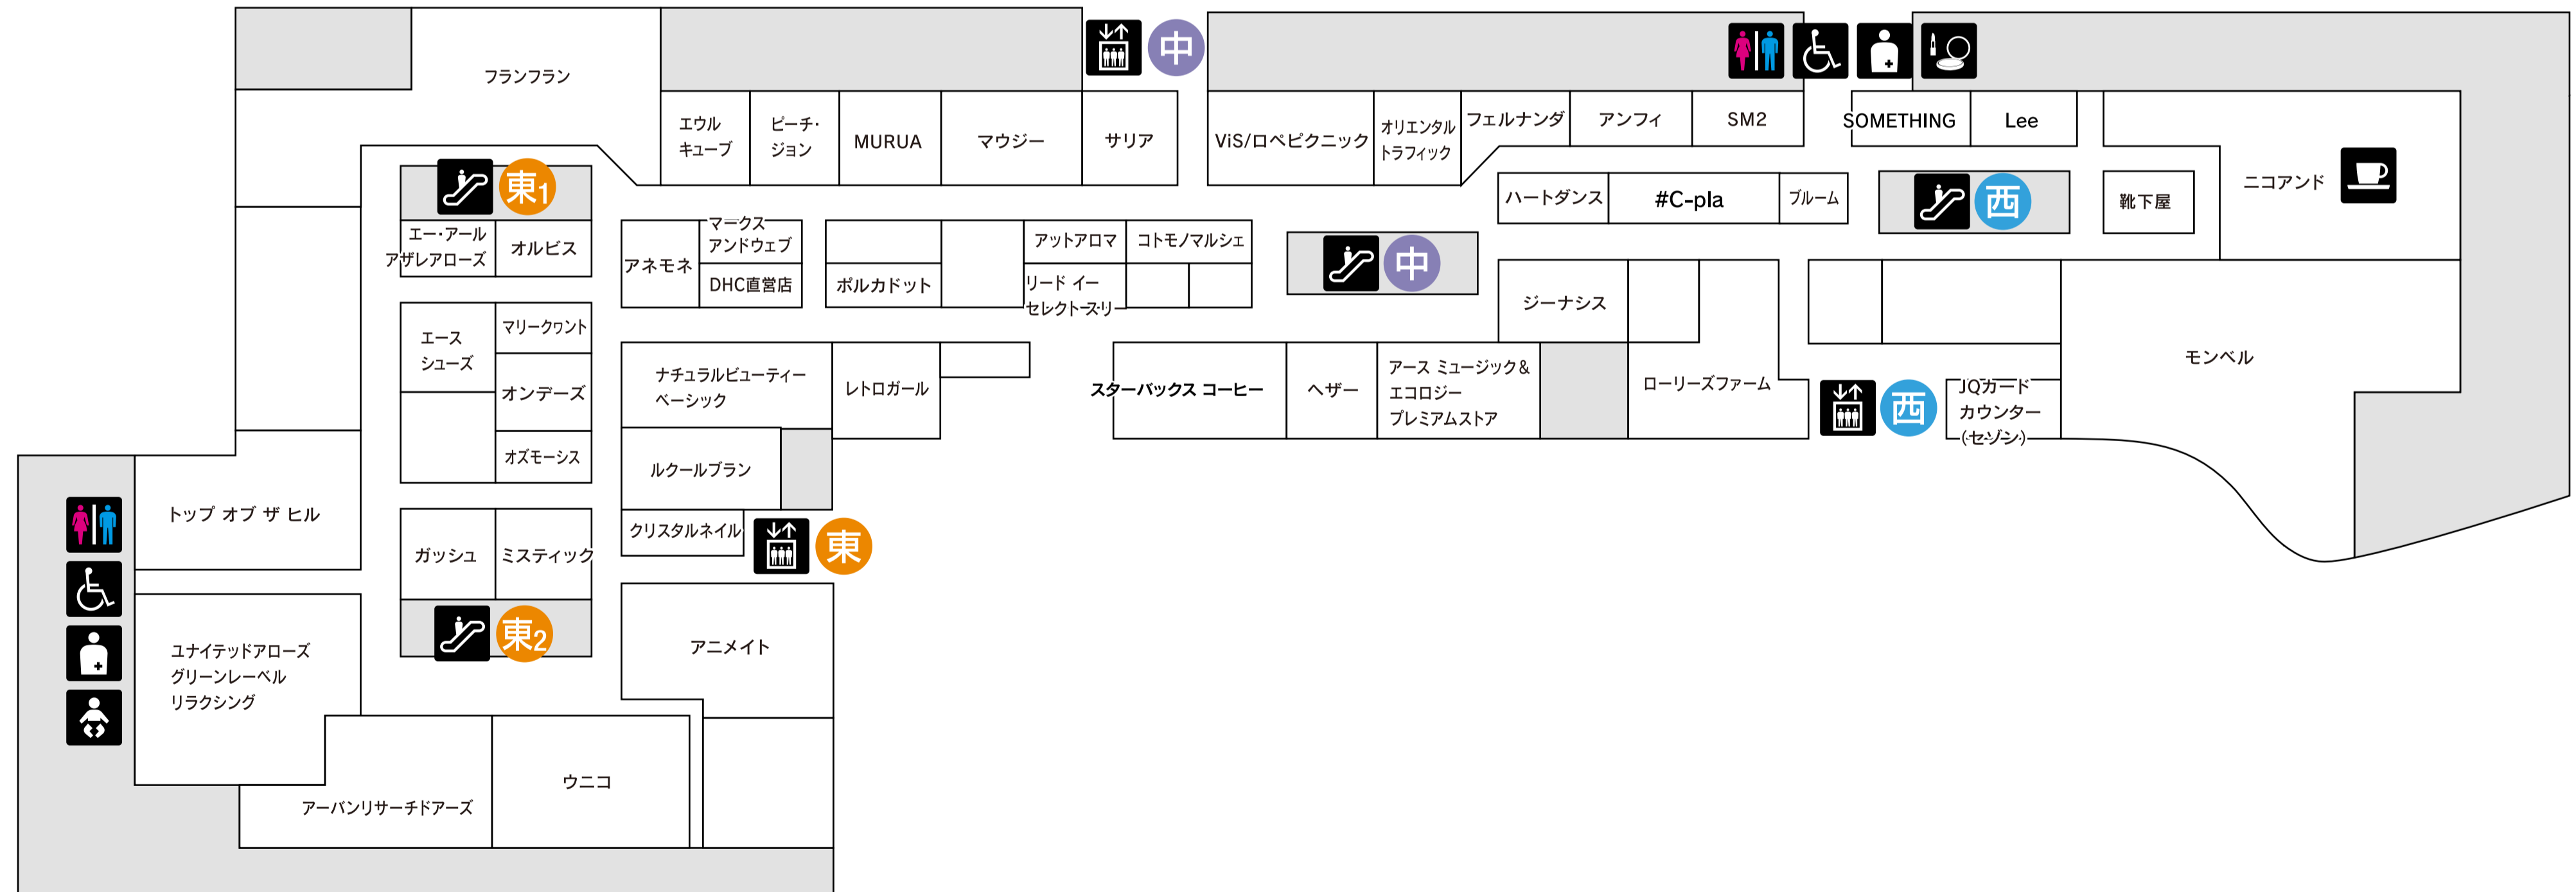 中
フランフラン
エウル
キューブ
ピーチ・
ジョン
MURUA
マウジー
サリア
ViS/ロペピクニック
オリエンタル
トラフィック
フェルナンダ
アンフィ
SM2
SOMETHING
Lee
ニコアンド
東1
エー・アール
アザレアローズ
オルビス
アネモネ
マークス
アンドウェブ
DHC直営店
ポルカドット
アットアロマ
コトモノマルシェ
リード イー
セレクトースリー
中
ハートダンス
#C-pla
ブルーム
西
靴下屋
エース
シューズ
マリークヮント
オンデーズ
オズモーシス
ナチュラルビューティー
ベーシック
レトロガール
ルクールブラン
クリスタルネイル
東
スターバックス コーヒー
ヘザー
アース ミュージック&
エコロジー
プレミアムストア
ジーナシス
ローリーズファーム
西
JQカード
カウンター
(セゾン)
モンベル
トップ オブ ザ ヒル
ガッシュ
ミスティック
東2
ユナイテッドアローズ
グリーンレーベル
リラクシング
アニメイト
アーバンリサーチドアーズ
ウニコ